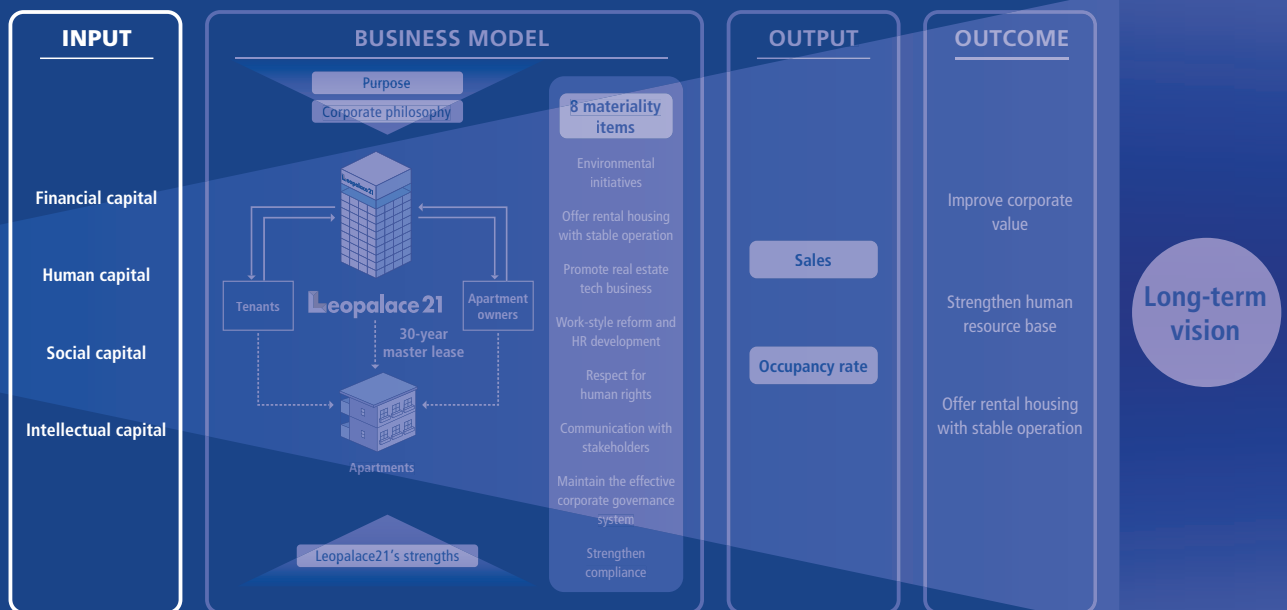 INPUT
Financial capital
Human capital
Social capital
Intellectual capital
BUSINESS MODEL
Purpose
Corporate philosophy
Leopalace21
Tenants
Leopalace21
Apartment
owners
30-year
master lease
Apartments
Leopalace21's strengths
8 materiality
items
Environmental
initiatives
Offer rental housing
with stable operation
Promote real estate
tech business
Work-style reform and
HR development
Respect for
human rights
Communication with
stakeholders
Maintain the effective
corporate governance
system
Strengthen
compliance
OUTPUT
Sales
Occupancy rate
OUTCOME
Improve corporate
value
Strengthen human
resource base
Offer rental housing
with stable operation
Long-term
vision